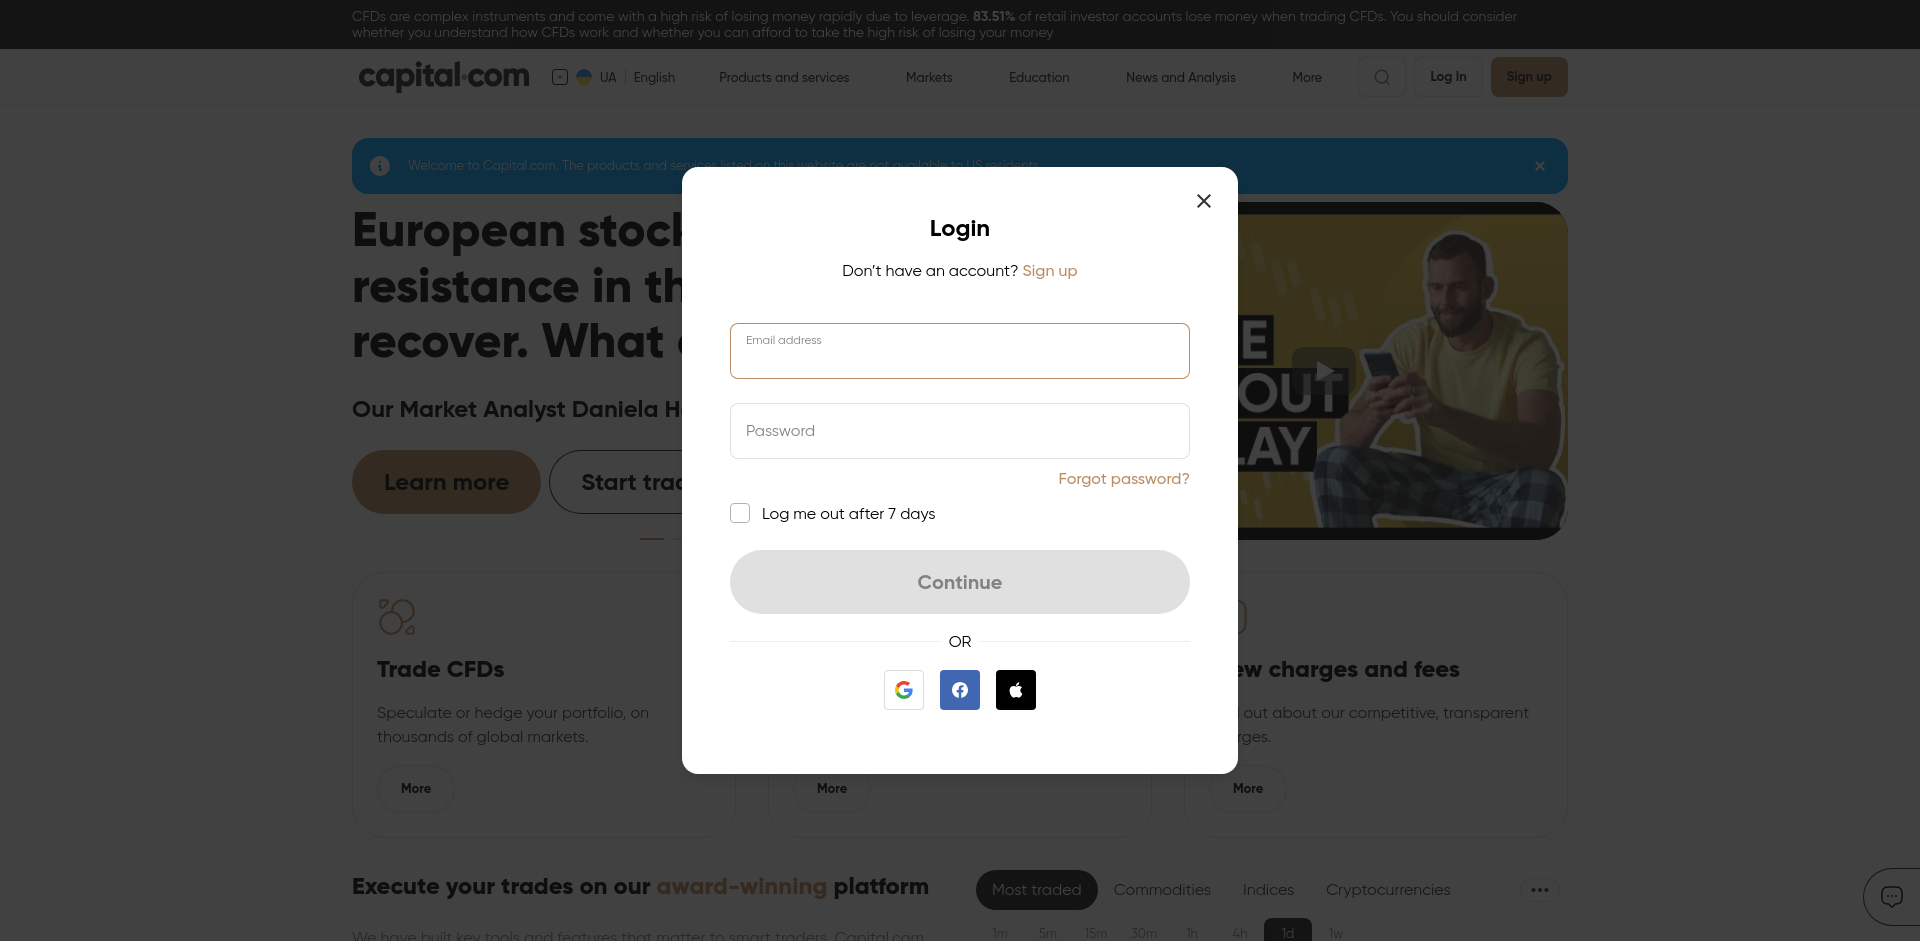 CFDs are complex instruments and come with a high risk of losing money rapidly due to leverage. 83.51% of retail investor accounts lose money when trading CFDs. You should consider
whether you understand how CFDs work and whether you can afford to take the high risk of losing your money
capital.com
UA English
Products and services
Markets
Education
News and Analysis
More
Log In
Sign up
Welcome to Capital.com. The products and services listed on this website are not available to US residents.
European stock
resistance in th
recover. What
Our Market Analyst Daniela H
Learn more
Start trad
E
OUT
LAY
Login
Don't have an account? Sign up
Email address
Password
Forgot password?
Log me out after 7 days
Continue
OR
Trade CFDs
Speculate or hedge your portfolio, on
thousands of global markets.
More
More
ew charges and fees
out about our competitive, transparent
rges.
More
Execute your trades on our award-winning platform
We have built key tools and features that matter to smart traders. Capital.com
Most traded
Commodities
Indices
Cryptocurrencies
1m
5m
15m
30m
1h
4h
1d
1w